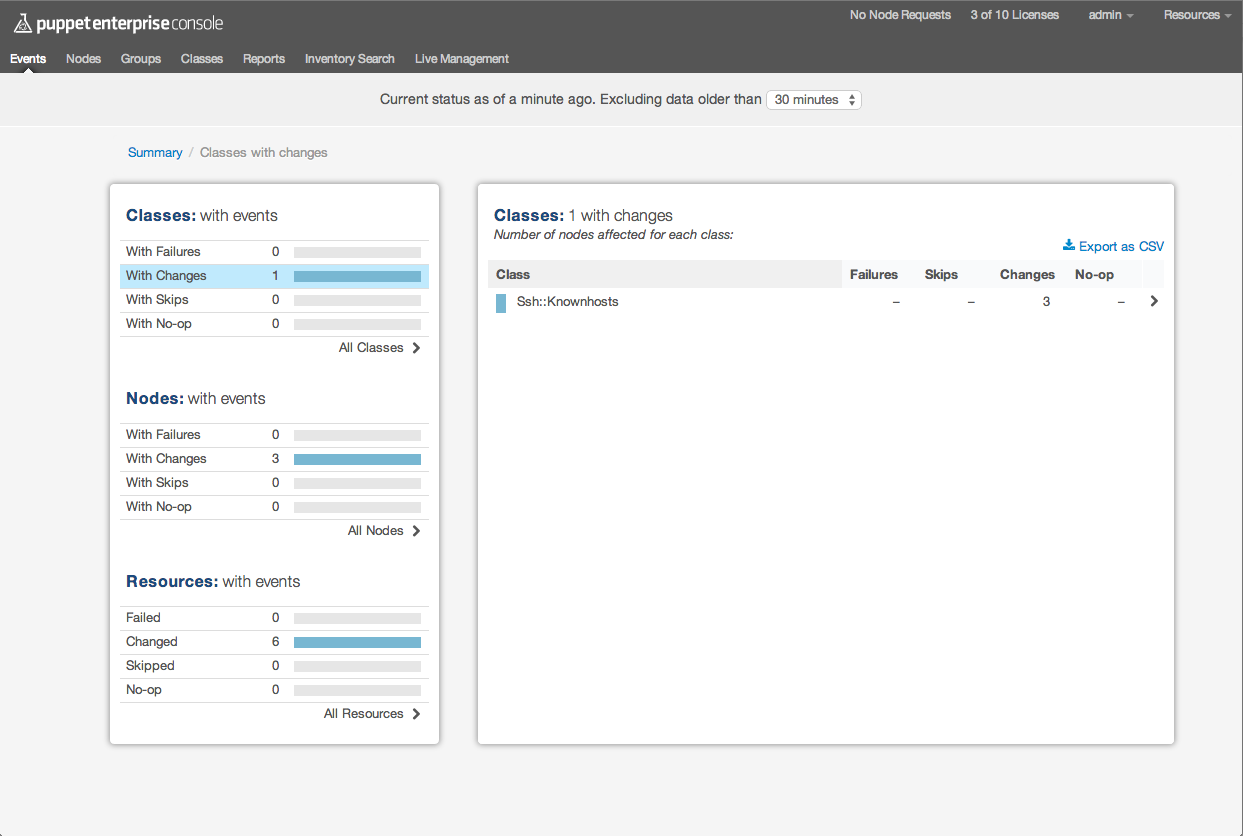 puppet enterprise console
No Node Requests 3 of 10 Licenses admin Resources
Events Nodes Groups Classes Reports Inventory Search Live Management
Current status as of a minute ago. Excluding data older than 30 minutes
Summary / Classes with changes
Classes: with events
With Failures 0
With Changes 1
With Skips 0
With No-op 0
All Classes
Nodes: with events
With Failures 0
With Changes 3
With Skips 0
With No-op 0
All Nodes
Resources: with events
Failed 0
Changed 6
Skipped 0
No-op 0
All Resources
Classes: 1 with changes
Number of nodes affected for each class:
Export as CSV
Class Failures Skips Changes No-op
Ssh::Knownhosts – – 3 –